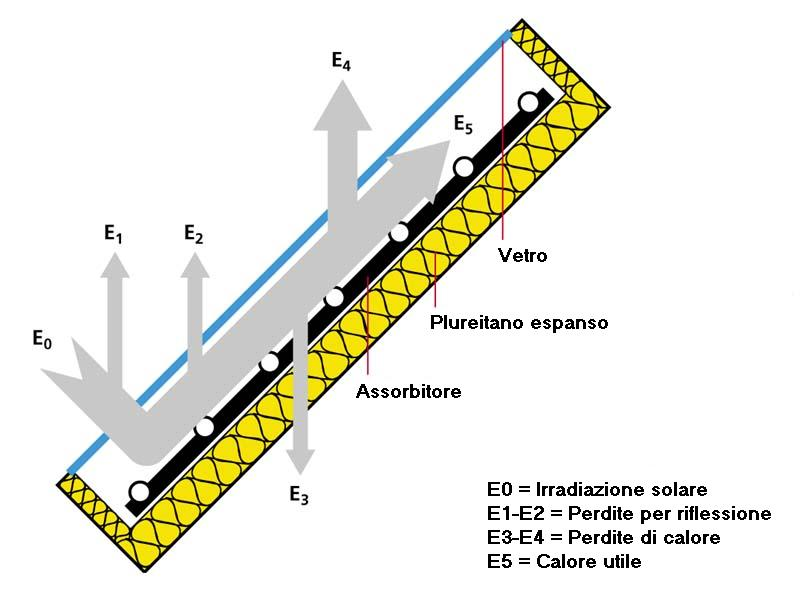 E4
E5
E1
E2
Vetro
Plureitano espanso
E0
Assorbitore
E3
E0 = Irradiazione solare
E1-E2 = Perdite per riflessione
E3-E4 = Perdite di calore
E5 = Calore utile